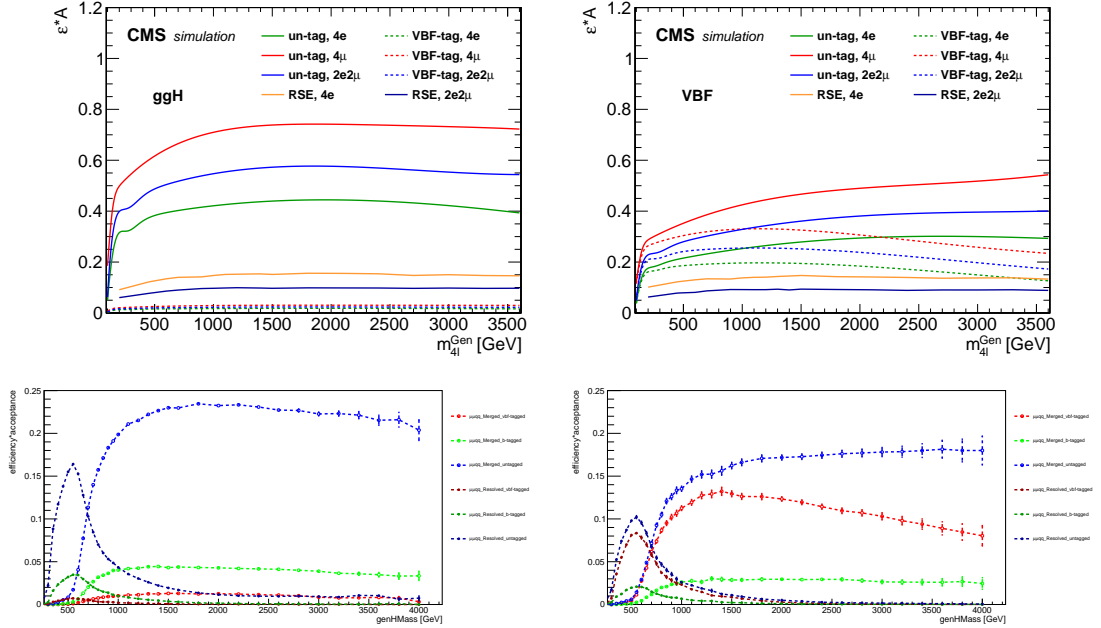 ε*A
1.2
1
0.8
0.6
0.4
0.2
0
CMS simulation
un-tag, 4e
VBF-tag, 4e
un-tag, 4μ
VBF-tag, 4μ
un-tag, 2e2μ
VBF-tag, 2e2μ
RSE, 4e
RSE, 2e2μ
ggH
500 1000 1500 2000 2500 3000 3500
m4l^Gen [GeV]
ε*A
1.2
1
0.8
0.6
0.4
0.2
0
CMS simulation
un-tag, 4e
VBF-tag, 4e
un-tag, 4μ
VBF-tag, 4μ
un-tag, 2e2μ
VBF-tag, 2e2μ
RSE, 4e
RSE, 2e2μ
VBF
500 1000 1500 2000 2500 3000 3500
m4l^Gen [GeV]
efficiency*acceptance
0.25
0.2
0.15
0.1
0.05
0
500 1000 1500 2000 2500 3000 3500 4000
genHMass [GeV]
μμqq_Merged_vbf-tagged
μμqq_Merged_b-tagged
μμqq_Merged_untagged
μμqq_Resolved_vbf-tagged
μμqq_Resolved_b-tagged
μμqq_Resolved_untagged
efficiency*acceptance
0.25
0.2
0.15
0.1
0.05
0
500 1000 1500 2000 2500 3000 3500 4000
genHMass [GeV]
μμqq_Merged_vbf-tagged
μμqq_Merged_b-tagged
μμqq_Merged_untagged
μμqq_Resolved_vbf-tagged
μμqq_Resolved_b-tagged
μμqq_Resolved_untagged